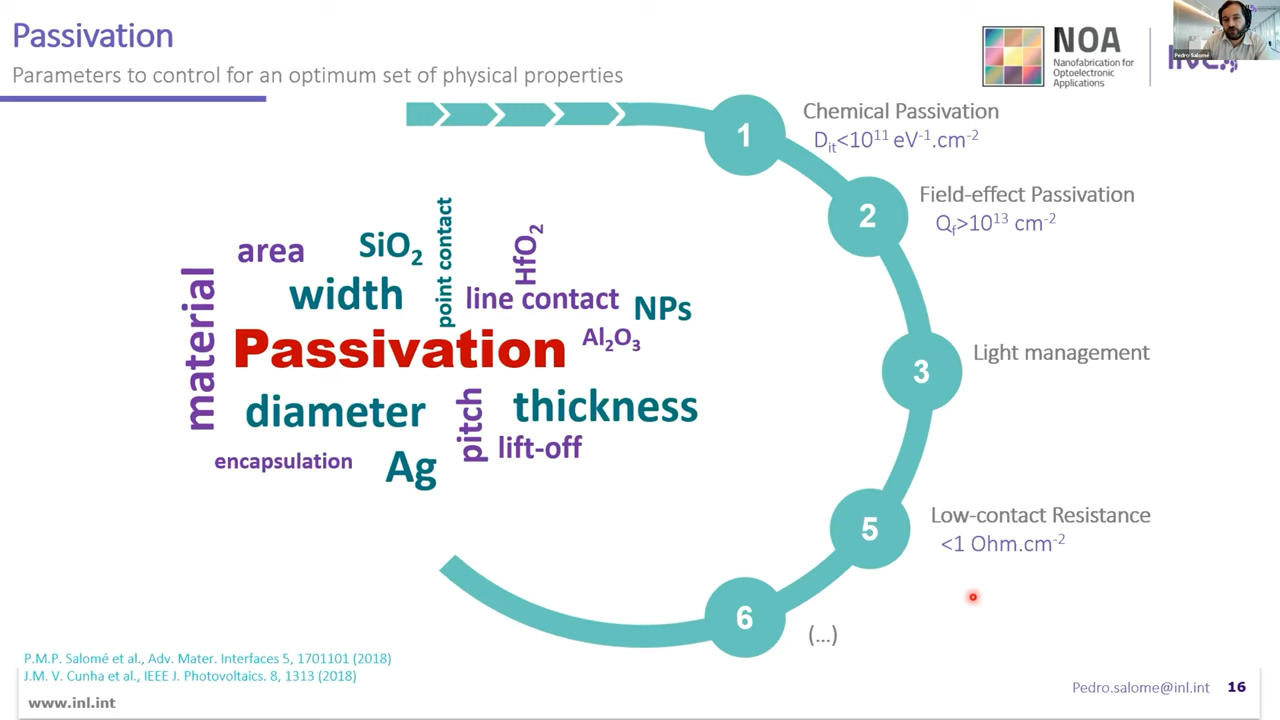 Passivation
Parameters to control for an optimum set of physical properties
NOA
Nanofabrication for
Optoelectronic
Applications
Pedro Salomé
1
Chemical Passivation
Dit<10¹¹ eV⁻¹.cm⁻²
2
Field-effect Passivation
Qf>10¹³ cm⁻²
3
Light management
5
Low-contact Resistance
<1 Ohm.cm⁻²
6
(...)
area
SiO₂
point contact
HfO₂
material
width
line contact
NPs
Passivation
Al₂O₃
diameter
pitch
thickness
lift-off
encapsulation
Ag
P.M.P. Salomé et al., Adv. Mater. Interfaces 5, 1701101 (2018)
J.M. V. Cunha et al., IEEE J. Photovoltaics. 8, 1313 (2018)
www.inl.int
Pedro.salome@inl.int 16